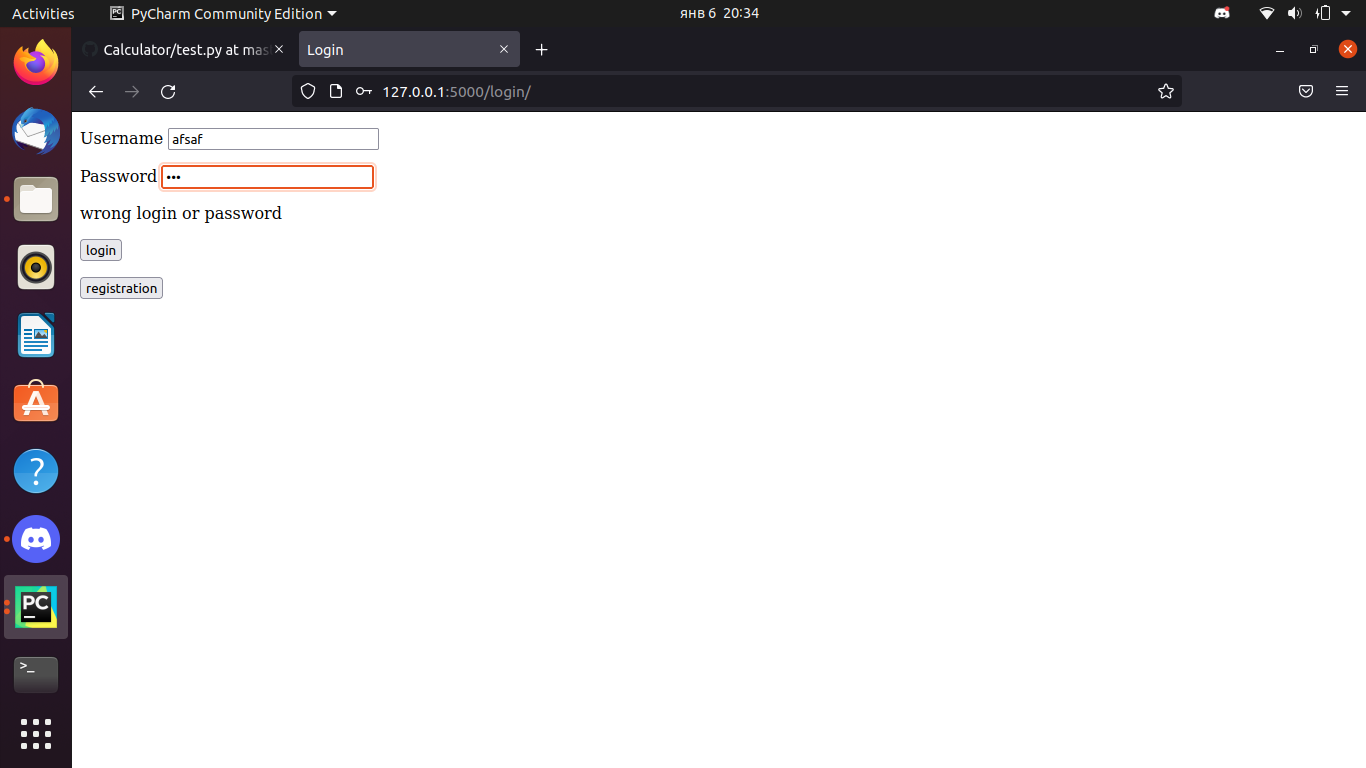 Activities PyCharm Community Edition янв 6 20:34
Calculator/test.py at mas Login
127.0.0.1:5000/login/
Username afsaf
Password •••
wrong login or password
login
registration
PC
>_